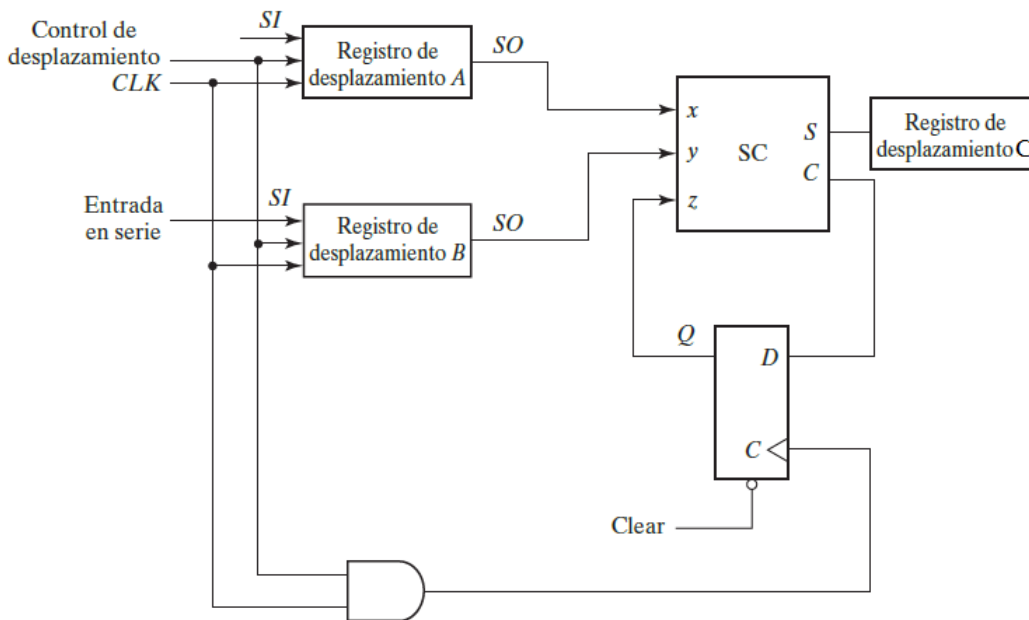 Control de
desplazamiento
CLK
SI
Registro de
desplazamiento A
SO
Entrada
en serie
SI
Registro de
desplazamiento B
SO
x
y
z
SC
S
C
Registro de
desplazamiento C
Q
D
C
Clear